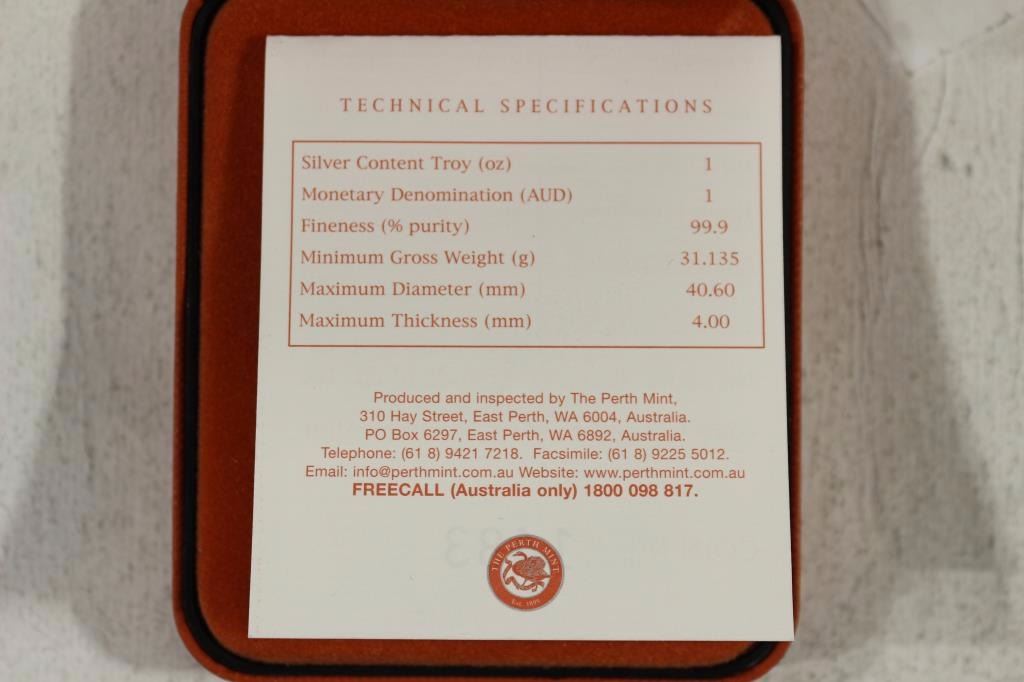 TECHNICAL SPECIFICATIONS
Silver Content Troy (oz) 1
Monetary Denomination (AUD) 1
Fineness (% purity) 99.9
Minimum Gross Weight (g) 31.135
Maximum Diameter (mm) 40.60
Maximum Thickness (mm) 4.00
Produced and inspected by The Perth Mint,
310 Hay Street, East Perth, WA 6004, Australia.
PO Box 6297, East Perth, WA 6892, Australia.
Telephone: (61 8) 9421 7218. Facsimile: (61 8) 9225 5012.
Email: info@perthmint.com.au Website: www.perthmint.com.au
FREECALL (Australia only) 1800 098 817.
THE PERTH MINT
Est. 1899